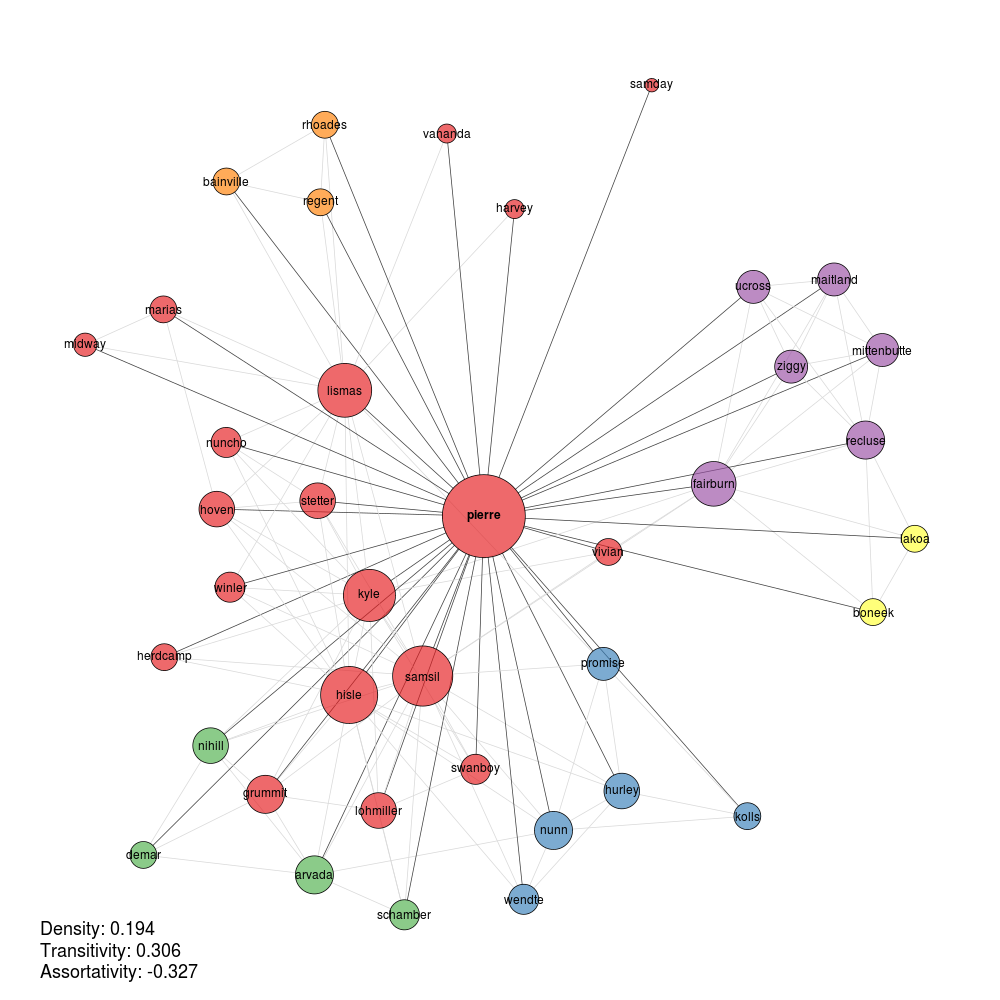 samday
rhoades
vananda
bainville
regent
harvey
maitland
ucross
marias
midway
mittenbutte
ziggy
lismas
nuncho
recluse
fairburn
stetter
hoven
pierre
lakoa
vivian
winler
kyle
boneek
herdcamp
promise
samsil
hisle
nihill
swanboy
hurley
grummit
lohmiller
kolls
nunn
demar
arvada
wendte
schamber
Density: 0.194
Transitivity: 0.306
Assortativity: -0.327